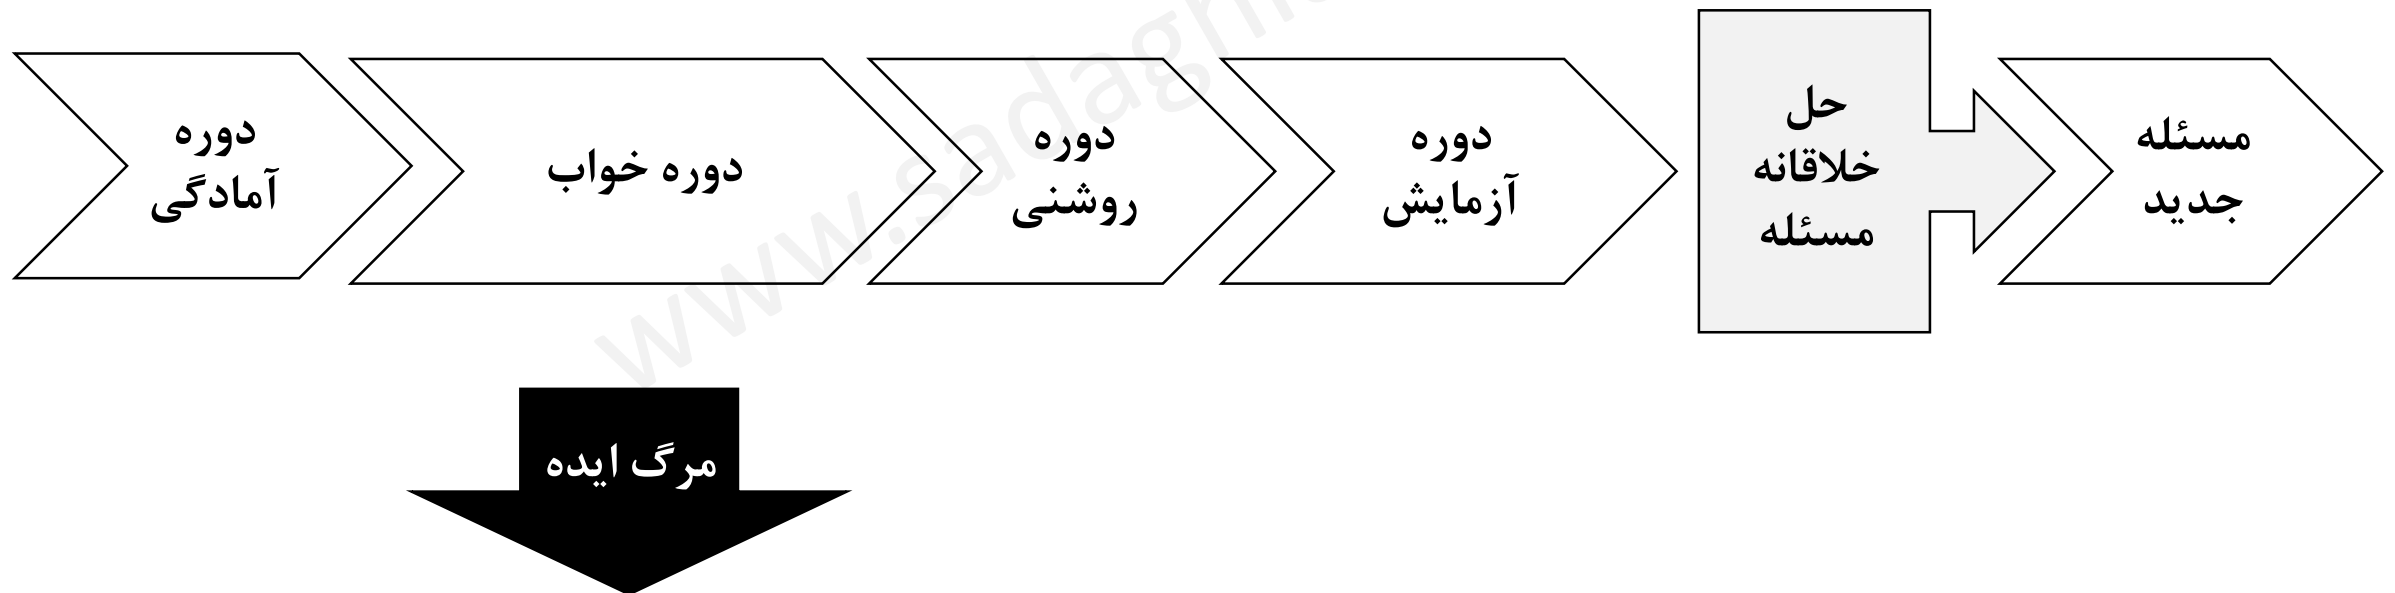 دوره
آمادگی
دوره خواب
دوره
روشنی
دوره
آزمایش
حل
خلاقانه
مسئله
مسئله
جدید
مرگ ایده